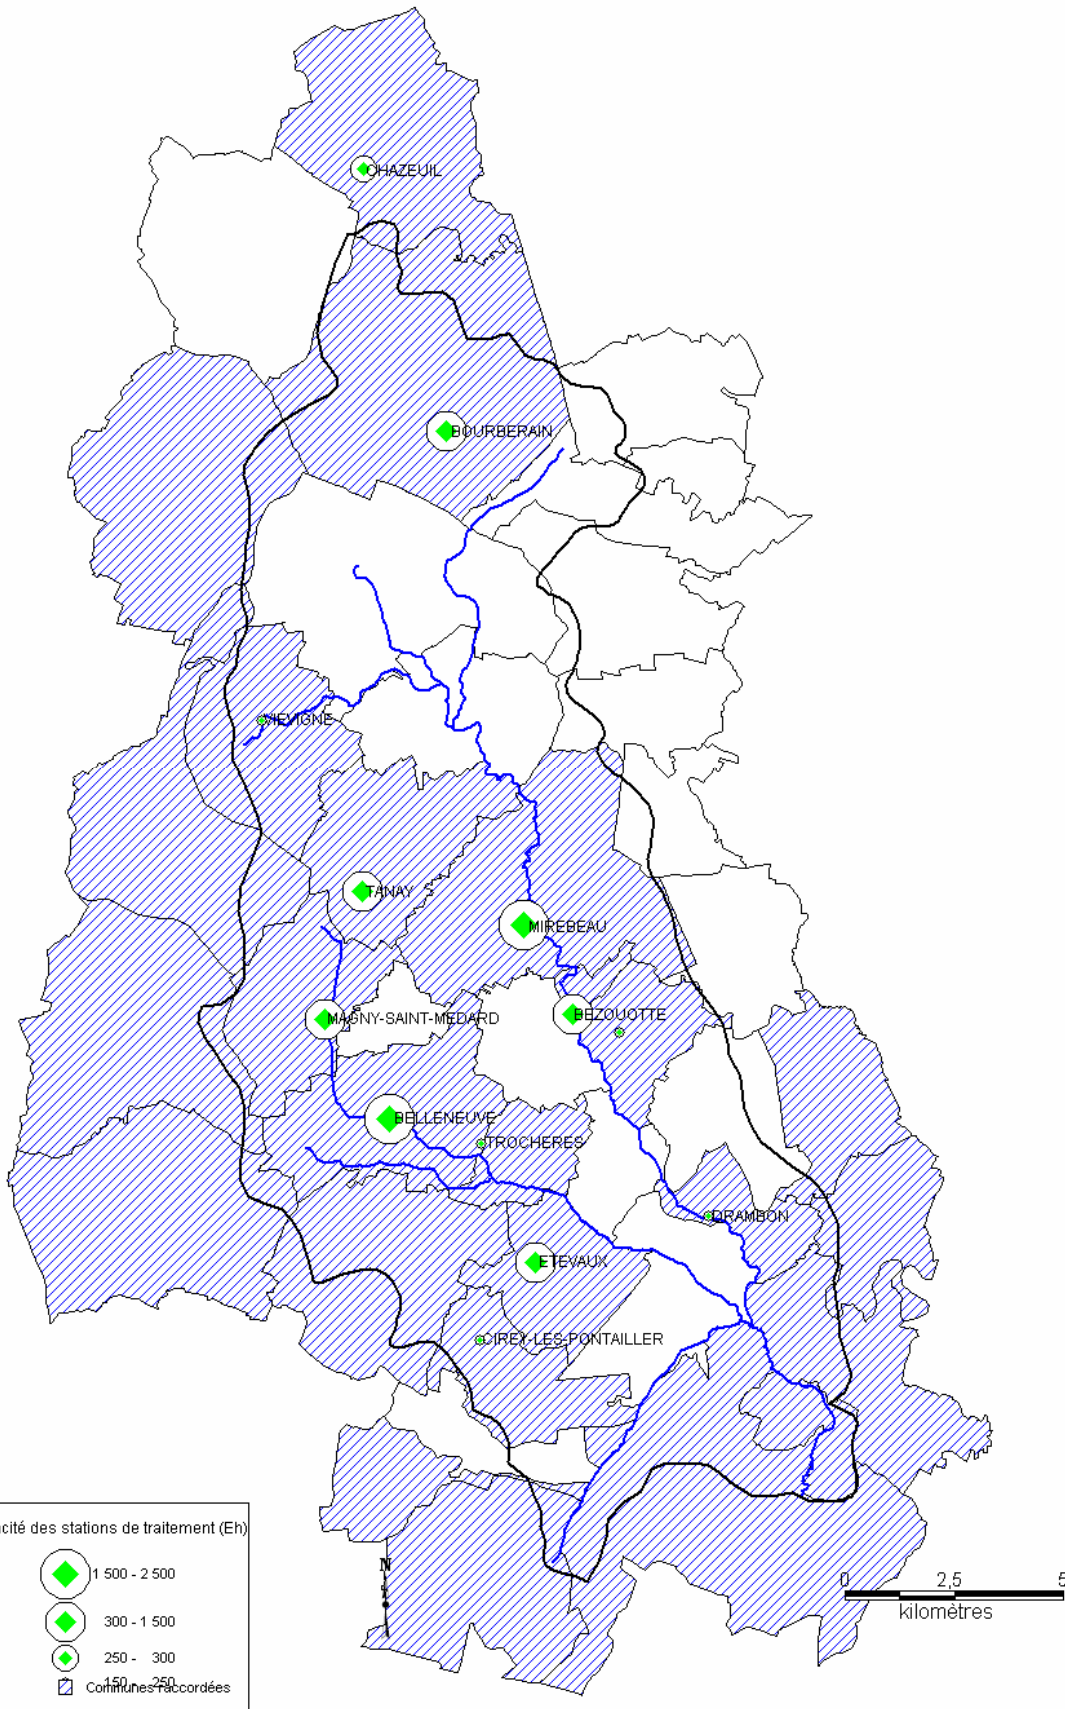 CHAZEUIL
BOURBERAIN
VIEVIGNE
TANAY
MIREBEAU
BEZOUOTTE
MAGNY-SAINT-MEDARD
BELLENEUVE
TROCHERES
DRAMBON
ETEVAUX
CIREY-LES-PONTAILLER
cité des stations de traitement (Eh)
1 500 - 2 500
300 - 1 500
250 - 300
150 - 250
Communes raccordées
N
0 2,5 5
kilomètres